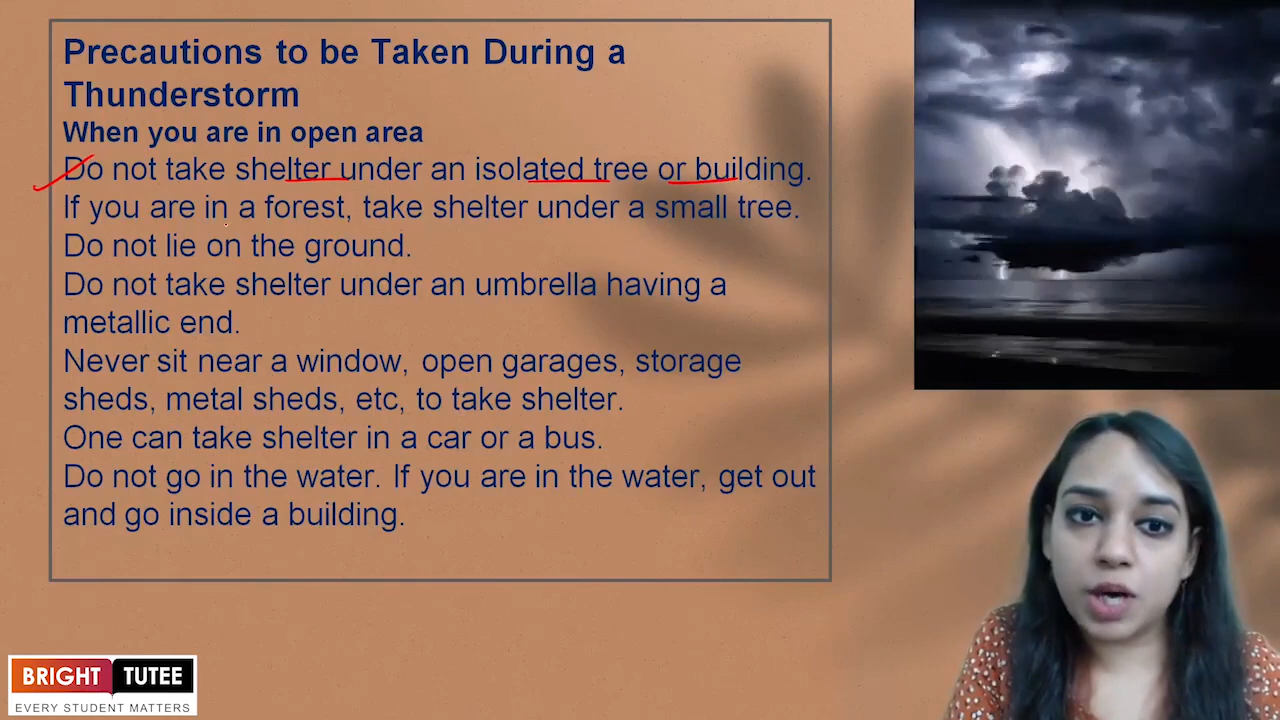 Precautions to be Taken During a
Thunderstorm
When you are in open area
Do not take shelter under an isolated tree or building.
If you are in a forest, take shelter under a small tree.
Do not lie on the ground.
Do not take shelter under an umbrella having a
metallic end.
Never sit near a window, open garages, storage
sheds, metal sheds, etc, to take shelter.
One can take shelter in a car or a bus.
Do not go in the water. If you are in the water, get out
and go inside a building.
BRIGHT TUTEE
EVERY STUDENT MATTERS